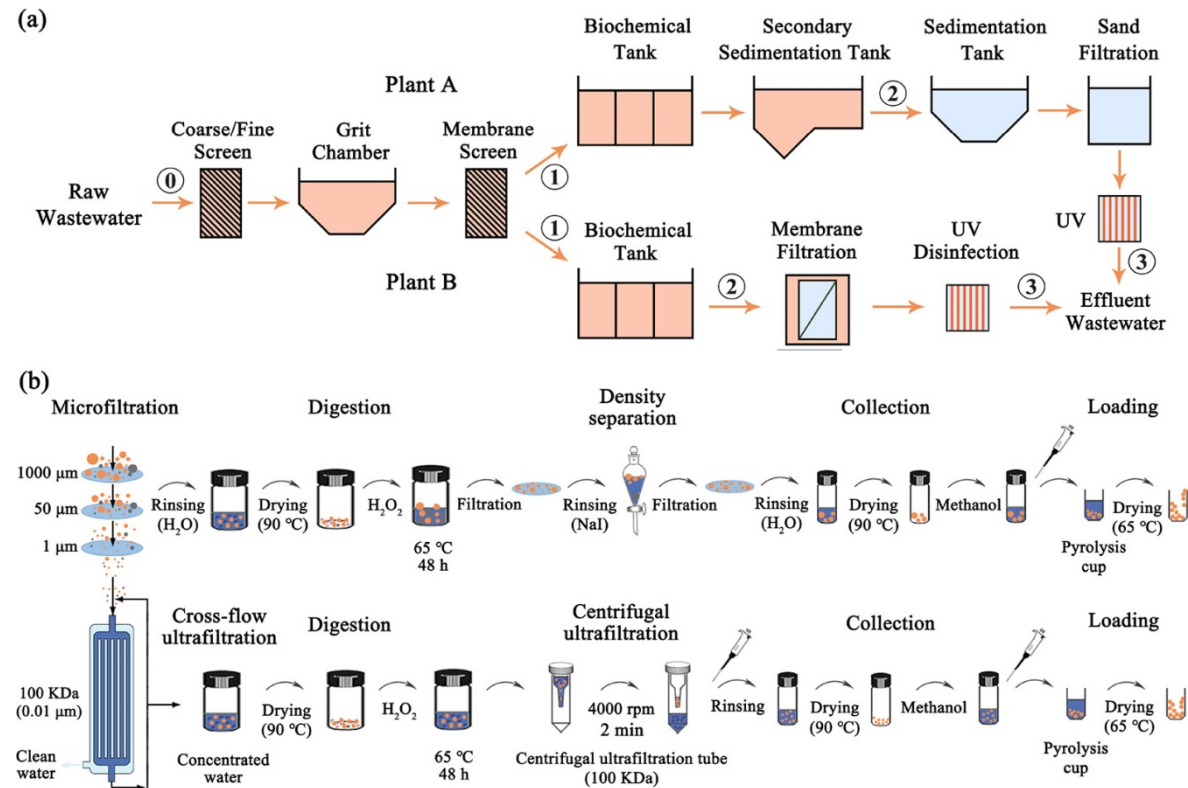 (a)
Plant A
Plant B
Raw
Wastewater
0
Coarse/Fine
Screen
Grit
Chamber
Membrane
Screen
1
Biochemical
Tank
Secondary
Sedimentation Tank
2
Sedimentation
Tank
Sand
Filtration
UV
3
1
Biochemical
Tank
2
Membrane
Filtration
UV
Disinfection
3
Effluent
Wastewater
(b)
Microfiltration
Digestion
Density
separation
Collection
Loading
1000 μm
50 μm
1 μm
Rinsing
(H₂O)
Drying
(90 ℃)
H₂O₂
65 ℃
48 h
Filtration
Rinsing
(NaI)
Filtration
Rinsing
(H₂O)
Drying
(90 ℃)
Methanol
Pyrolysis
cup
Drying
(65 ℃)
Cross-flow
ultrafiltration
Digestion
Centrifugal
ultrafiltration
Collection
Loading
100 KDa
(0.01 μm)
Clean
water
Concentrated
water
Drying
(90 ℃)
H₂O₂
65 ℃
48 h
4000 rpm
2 min
Centrifugal ultrafiltration tube
(100 KDa)
Rinsing
Drying
(90 ℃)
Methanol
Pyrolysis
cup
Drying
(65 ℃)